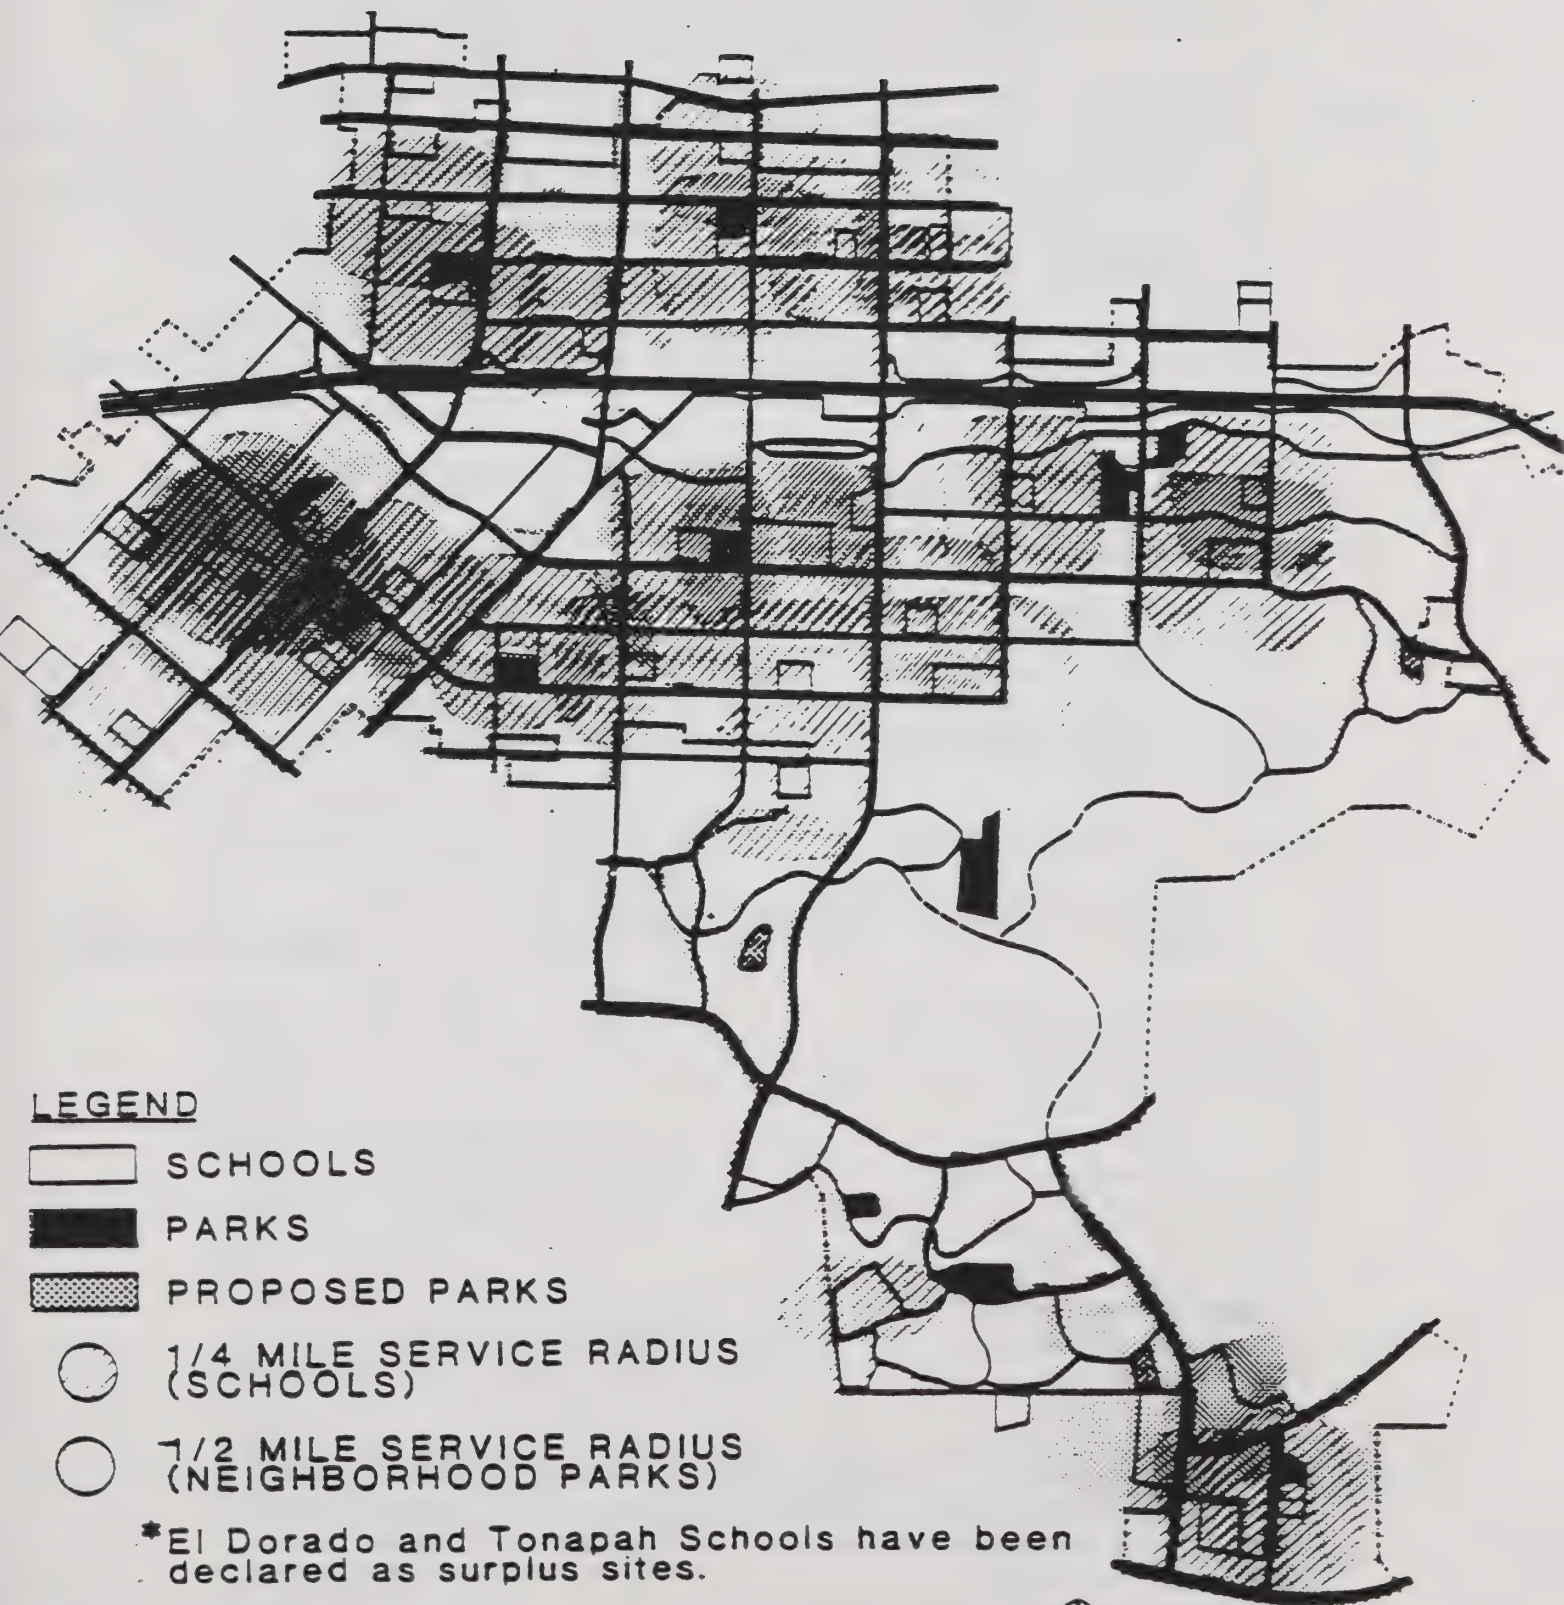 LEGEND
SCHOOLS
PARKS
PROPOSED PARKS
1/4 MILE SERVICE RADIUS
(SCHOOLS)
1/2 MILE SERVICE RADIUS
(NEIGHBORHOOD PARKS)
*El Dorado and Tonapah Schools have been
declared as surplus sites.